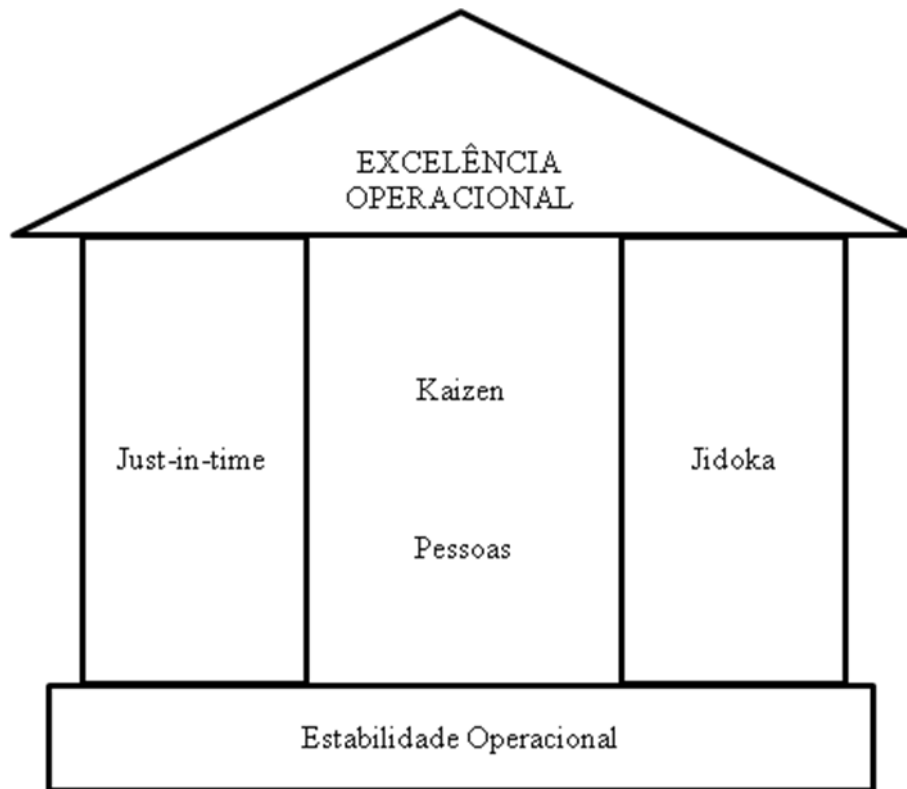 EXCELÊNCIA
OPERACIONAL
Kaizen
Just-in-time
Jidoka
Pessoas
Estabilidade Operacional